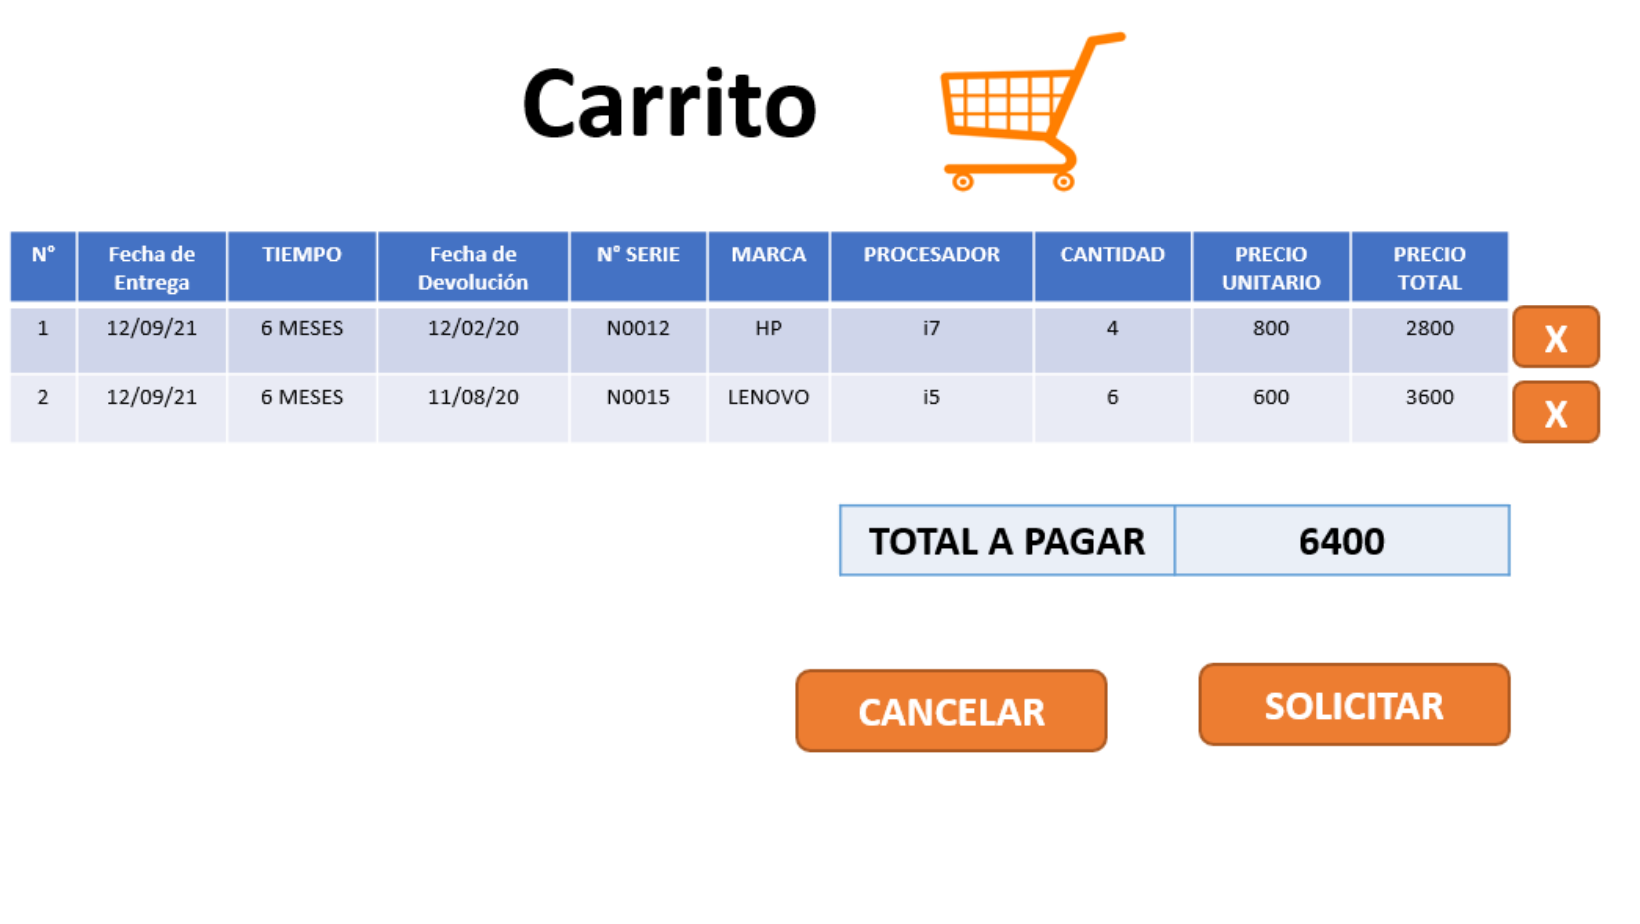 Carrito
N° Fecha de Entrega TIEMPO Fecha de Devolución N° SERIE MARCA PROCESADOR CANTIDAD PRECIO UNITARIO PRECIO TOTAL
1 12/09/21 6 MESES 12/02/20 N0012 HP i7 4 800 2800 X
2 12/09/21 6 MESES 11/08/20 N0015 LENOVO i5 6 600 3600 X
TOTAL A PAGAR 6400
CANCELAR SOLICITAR